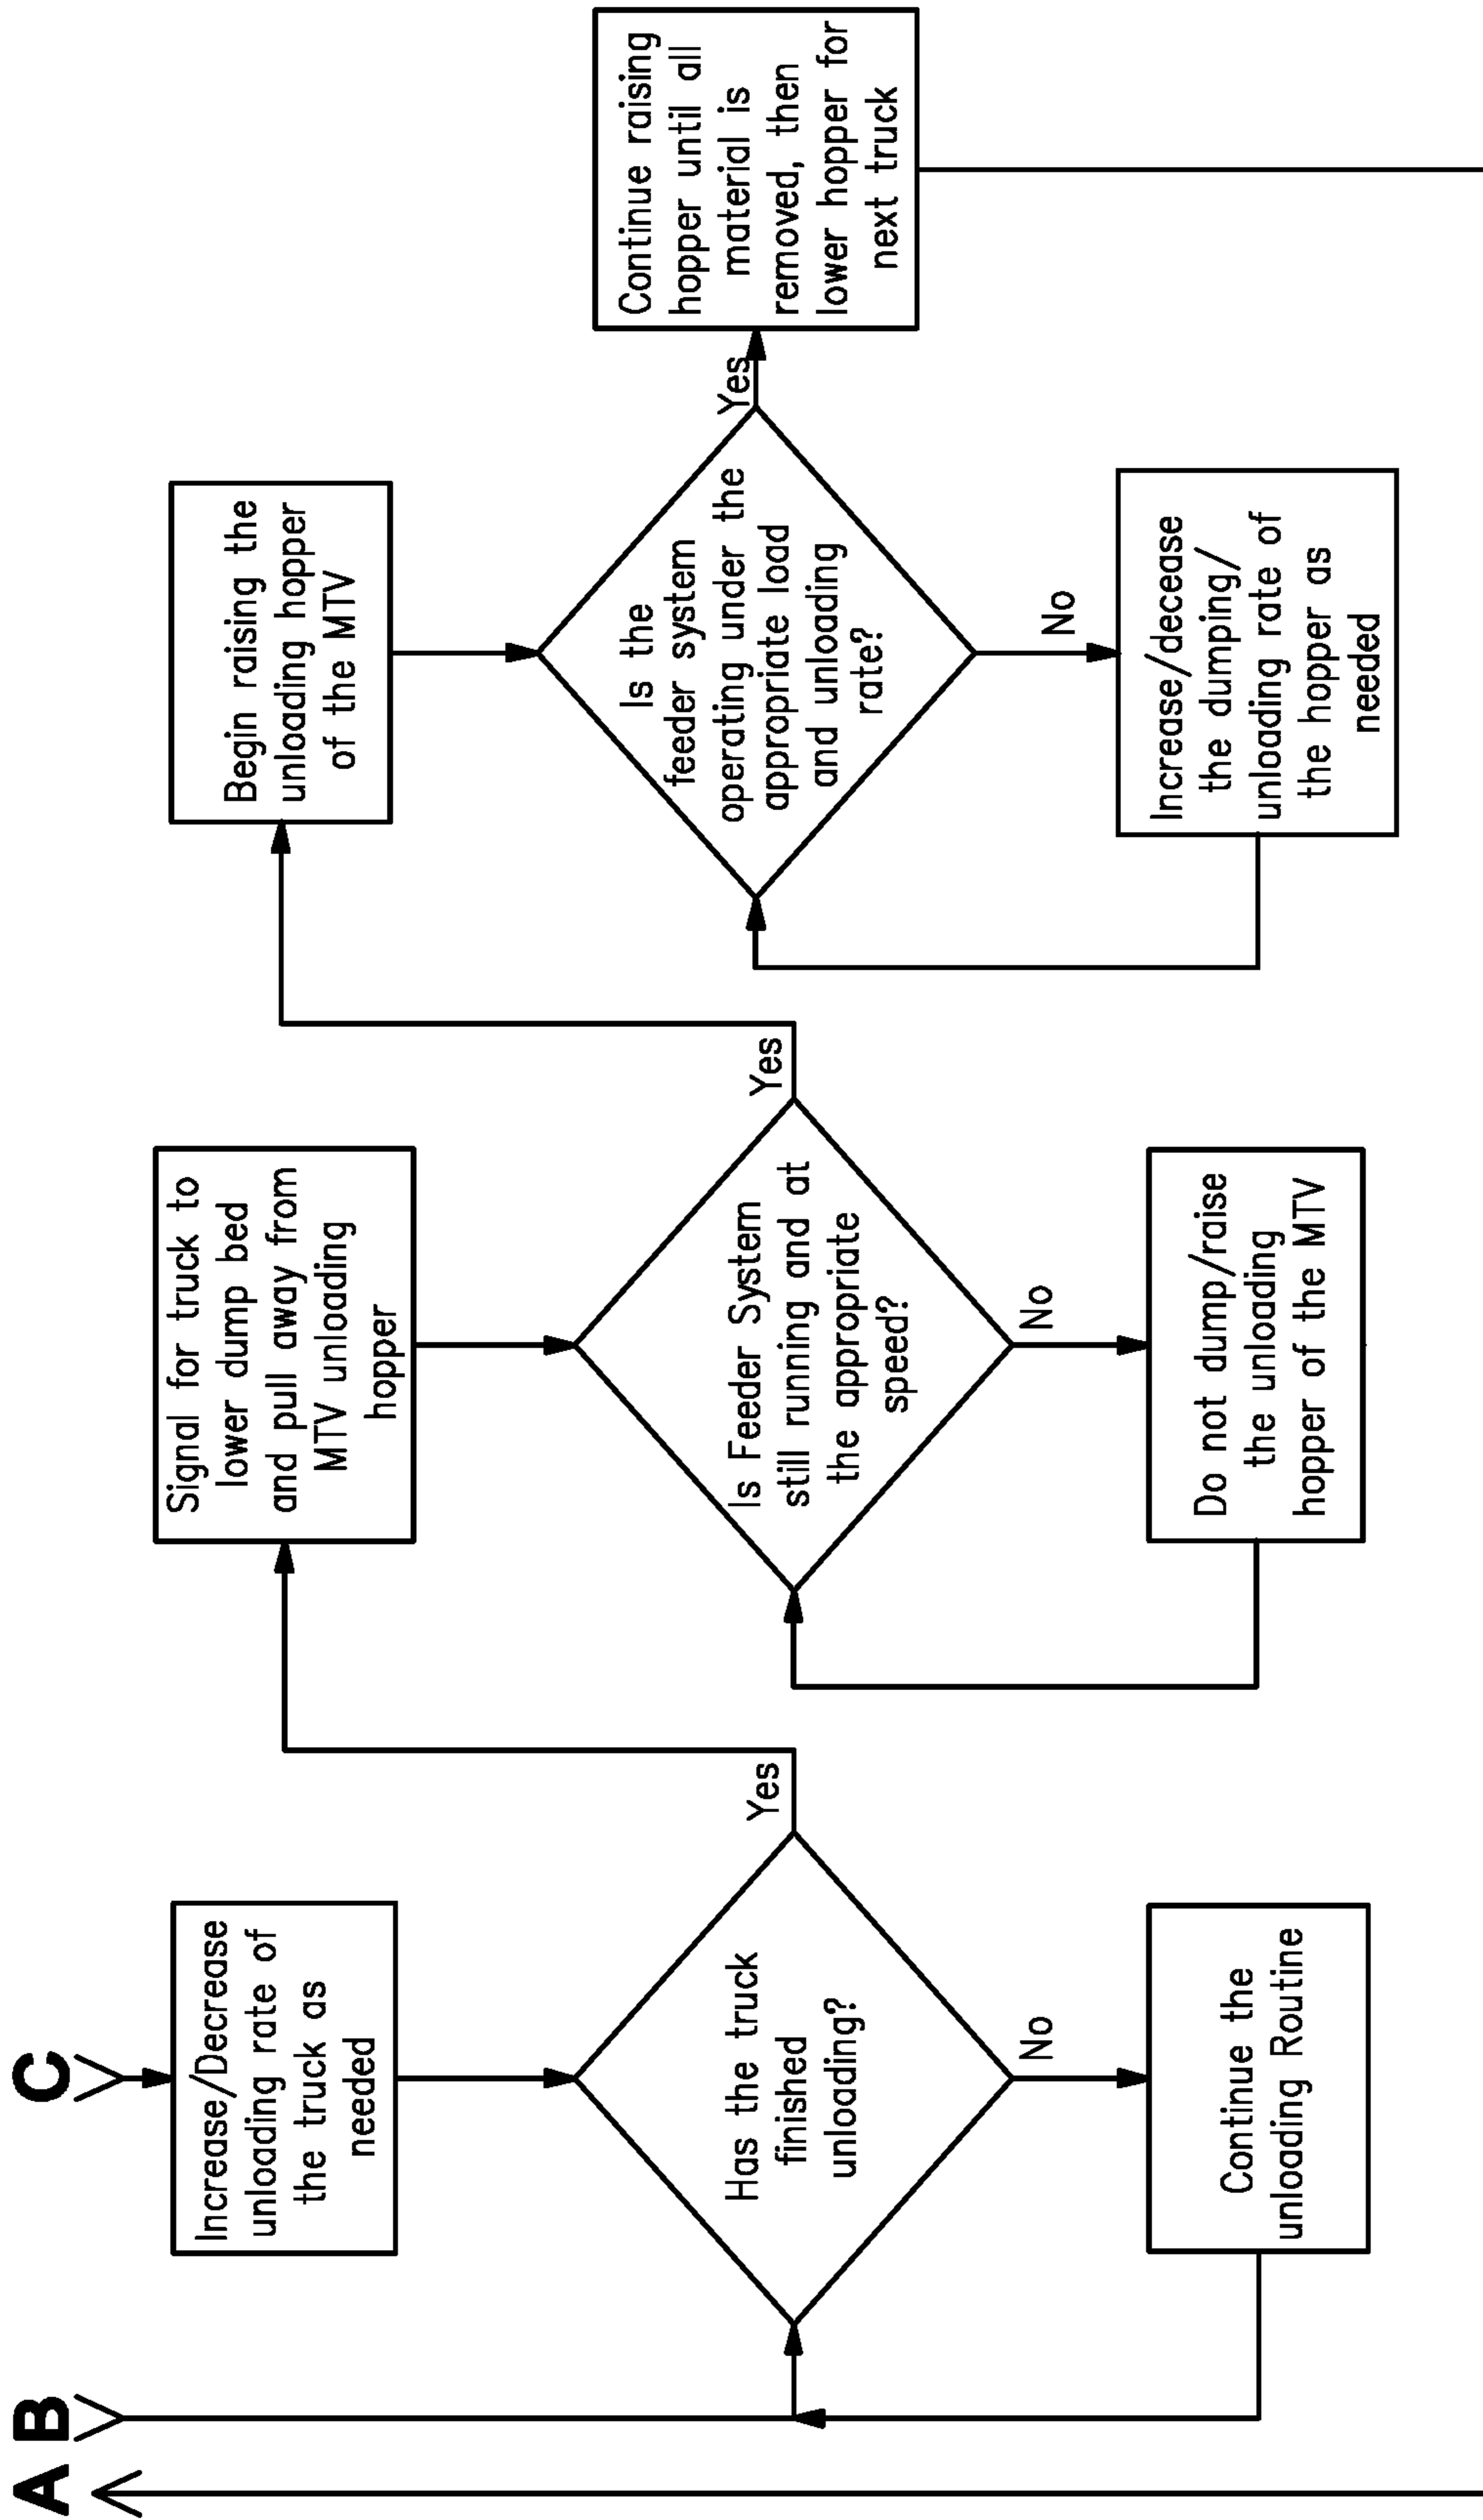 A
B
C
Increase/Decrease
unloading rate of
the truck as
needed
Has the truck
finished
unloading?
Yes
No
Continue the
unloading Routine
Signal for truck to
lower dump bed
and pull away from
MTV unloading
hopper
Is Feeder System
still running and at
the appropriate
speed?
Yes
No
Do not dump/raise
the unloading
hopper of the MTV
Begin raising the
unloading hopper
of the MTV
Is the
feeder system
operating under the
appropriate load
and unloading
rate?
Yes
No
Increase/decease
the dumping/
unloading rate of
the hopper as
needed
Continue raising
hopper until all
material is
removed, then
lower hopper for
next truck